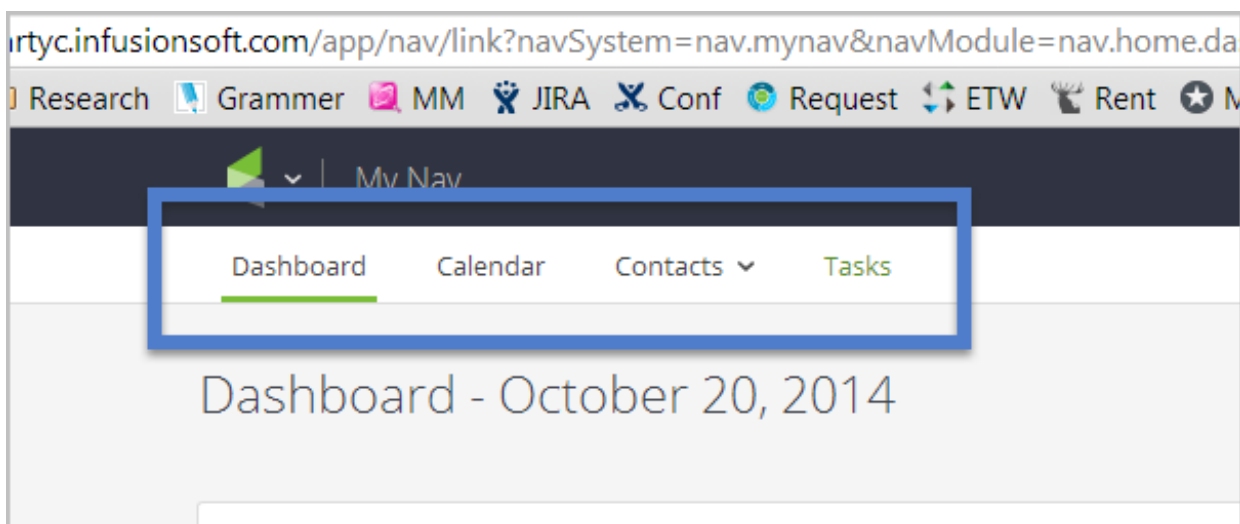 artyc.infusionsoft.com/app/nav/link?navSystem=nav.mynav&navModule=nav.home.da
Research Grammer MM JIRA Conf Request ETW Rent M
My Nav
Dashboard Calendar Contacts Tasks
Dashboard - October 20, 2014